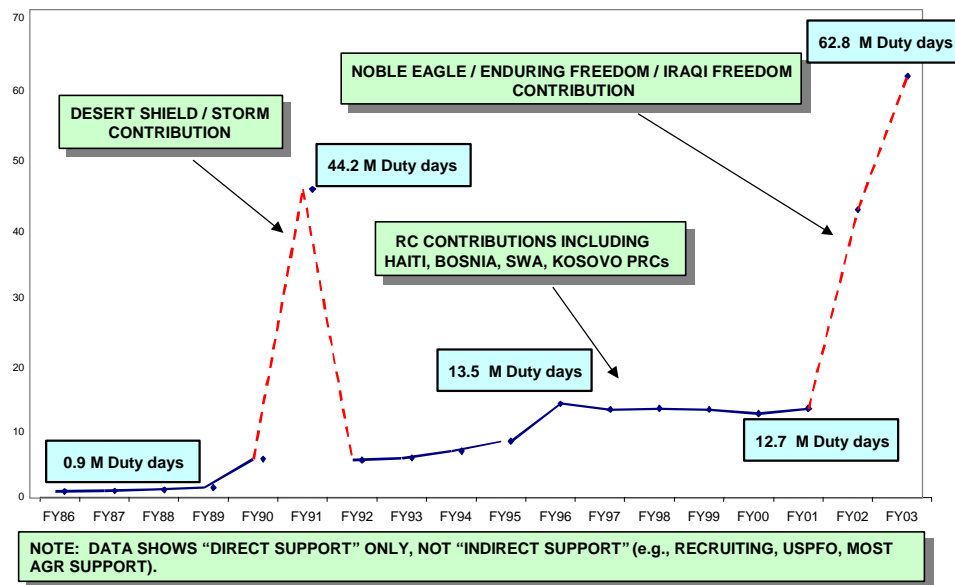 70
60
50
40
30
20
10
0
62.8 M Duty days
NOBLE EAGLE / ENDURING FREEDOM / IRAQI FREEDOM
CONTRIBUTION
DESERT SHIELD / STORM
CONTRIBUTION
44.2 M Duty days
RC CONTRIBUTIONS INCLUDING
HAITI, BOSNIA, SWA, KOSOVO PRCs
13.5 M Duty days
12.7 M Duty days
0.9 M Duty days
FY86 FY87 FY88 FY89 FY90 FY91 FY92 FY93 FY94 FY95 FY96 FY97 FY98 FY99 FY00 FY01 FY02 FY03
NOTE: DATA SHOWS “DIRECT SUPPORT” ONLY, NOT “INDIRECT SUPPORT” (e.g., RECRUITING, USPFO, MOST
AGR SUPPORT).